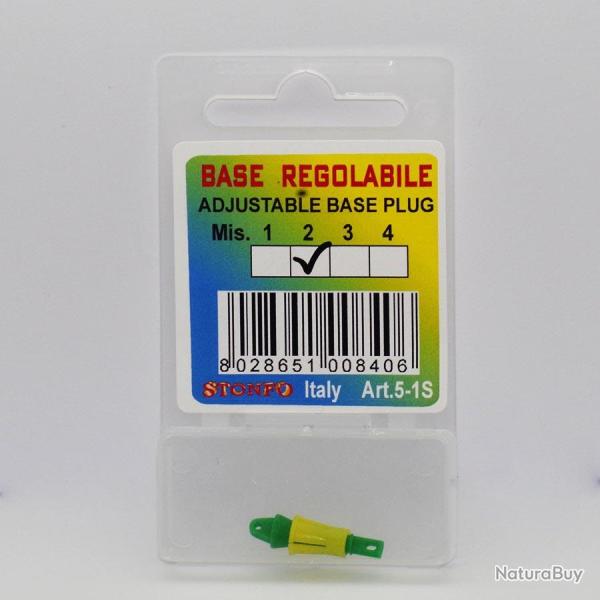 BASE REGOLABILE
ADJUSTABLE BASE PLUG
Mis. 1 2 3 4
8 028651 008406
STONFO Italy Art.5-1S
NaturaBuy